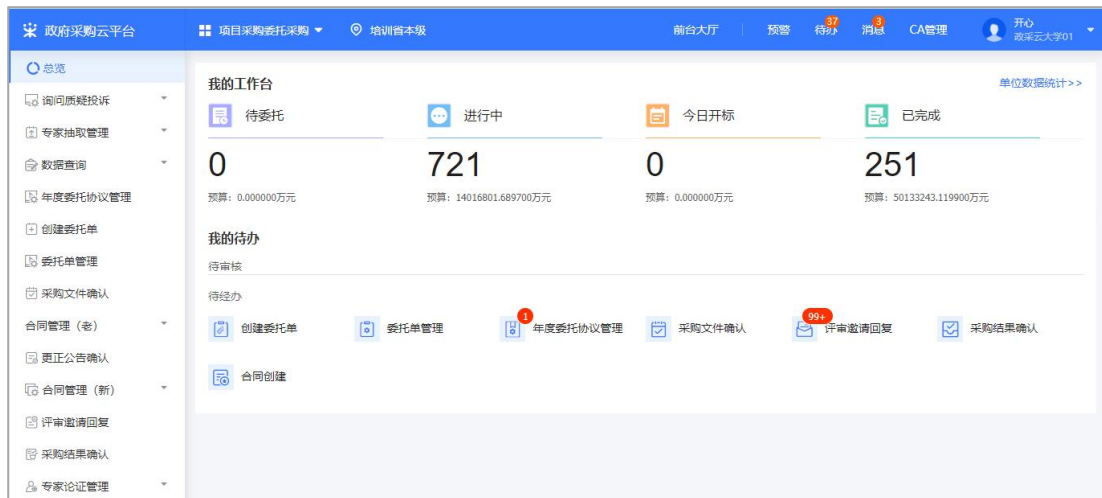 政府采购云平台
项目采购委托采购
培训省本级
前台大厅
预警
待办
37
消息
3
CA管理
开心
政采云大学01
总览
询问质疑投诉
专家抽取管理
数据查询
年度委托协议管理
创建委托单
委托单管理
采购文件确认
合同管理（老）
更正公告确认
合同管理（新）
评审邀请回复
采购结果确认
专家论证管理
我的工作台
单位数据统计>>
待委托
进行中
今日开标
已完成
0
721
0
251
预算：0.000000万元
预算：14016801.689700万元
预算：0.000000万元
预算：50133243.119900万元
我的待办
待审核
待经办
创建委托单
委托单管理
1
年度委托协议管理
采购文件确认
99+
评审邀请回复
采购结果确认
合同创建